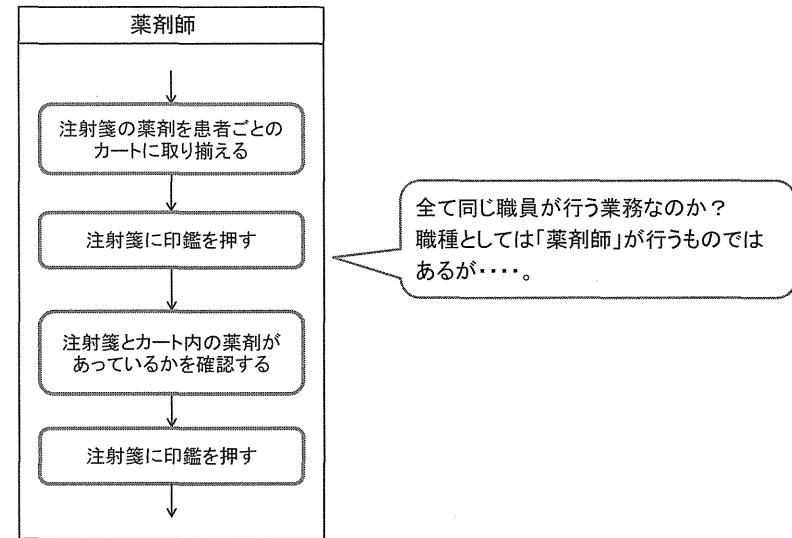 薬剤師
注射箋の薬剤を患者ごとの
カートに取り揃える
注射箋に印鑑を押す
注射箋とカート内の薬剤が
あっているかを確認する
注射箋に印鑑を押す
全て同じ職員が行う業務なのか？
職種としては「薬剤師」が行うものでは
あるが････。